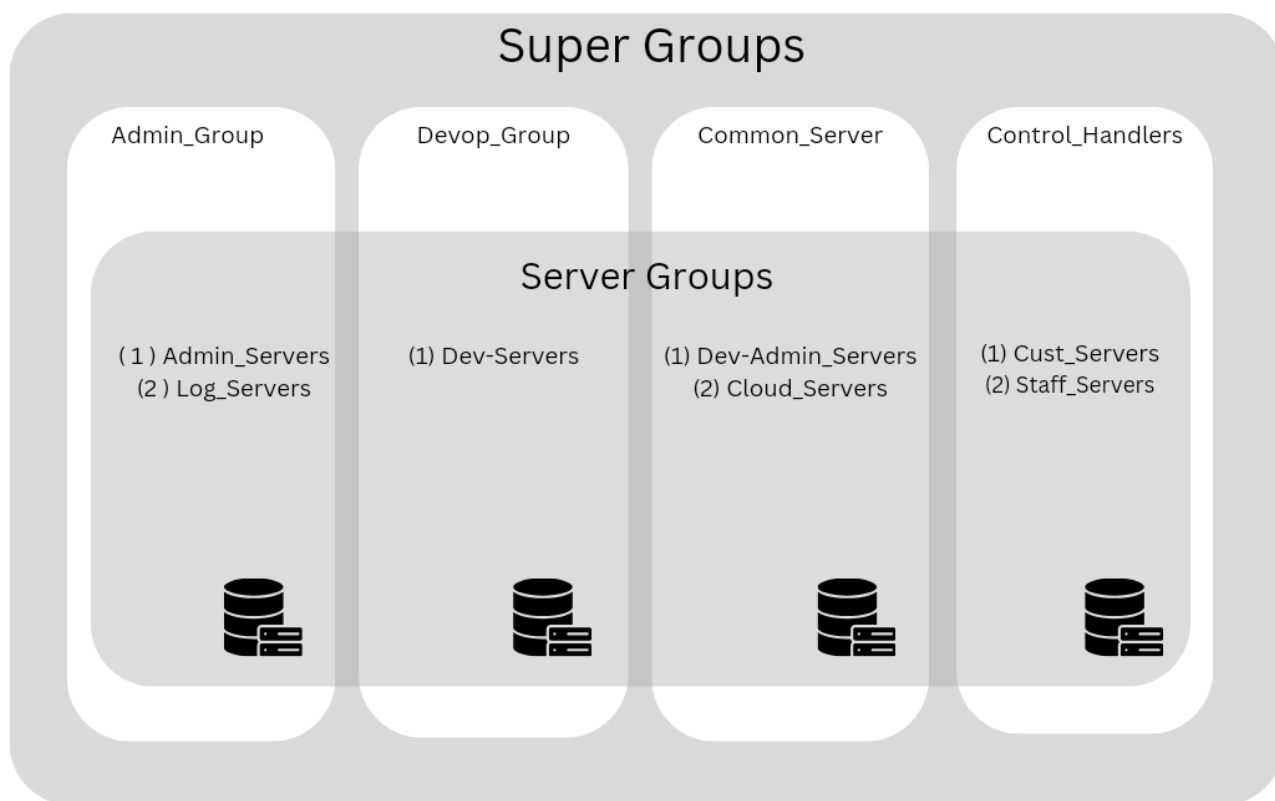 Super Groups
Admin_Group
Devop_Group
Common_Server
Control_Handlers
Server Groups
( 1 ) Admin_Servers
(2 ) Log_Servers
(1) Dev-Servers
(1) Dev-Admin_Servers
(2) Cloud_Servers
(1) Cust_Servers
(2) Staff_Servers